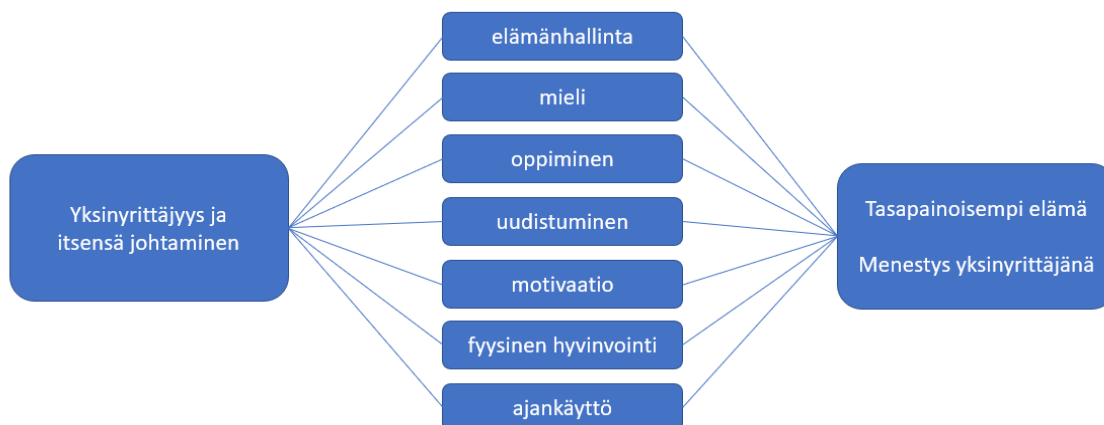 Yksinyrittäjyys ja
itsensä johtaminen
elämänhallinta
mieli
oppiminen
uudistuminen
motivaatio
fyysinen hyvinvointi
ajankäyttö
Tasapainoisempi elämä
Menestys yksinyrittäjänä